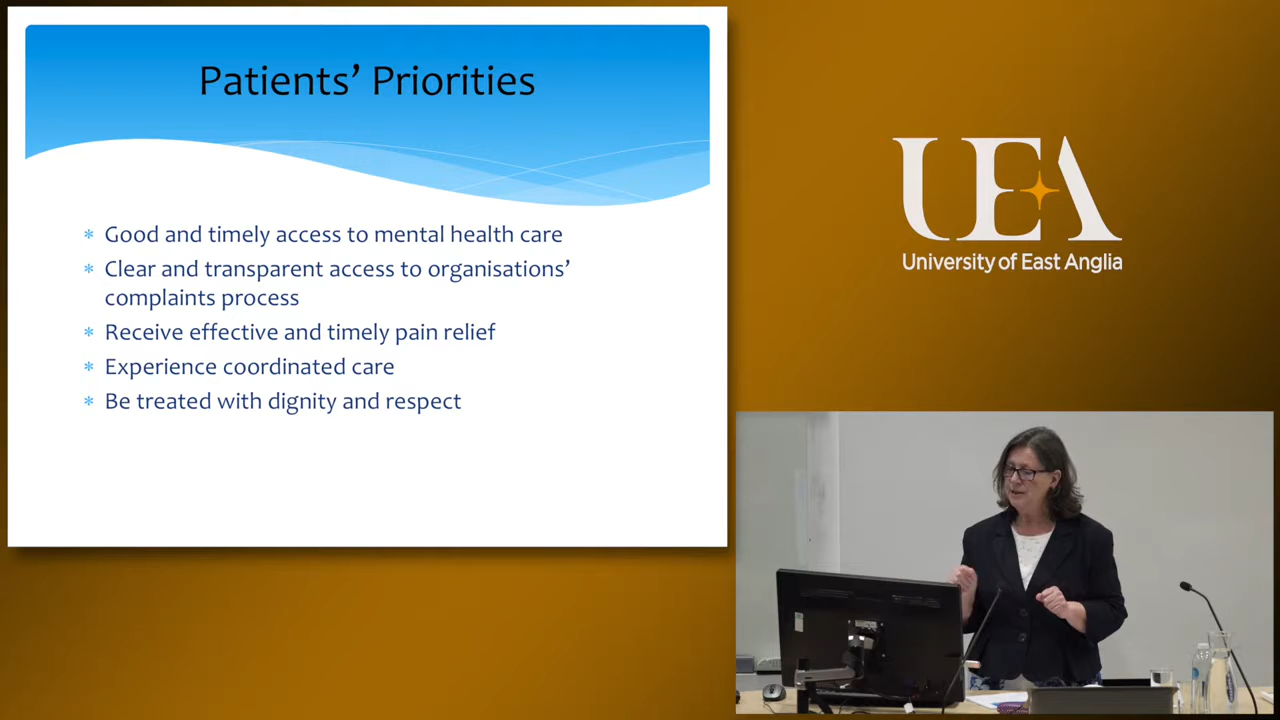 Patients’ Priorities
* Good and timely access to mental health care
* Clear and transparent access to organisations’
complaints process
* Receive effective and timely pain relief
* Experience coordinated care
* Be treated with dignity and respect
UEA
University of East Anglia